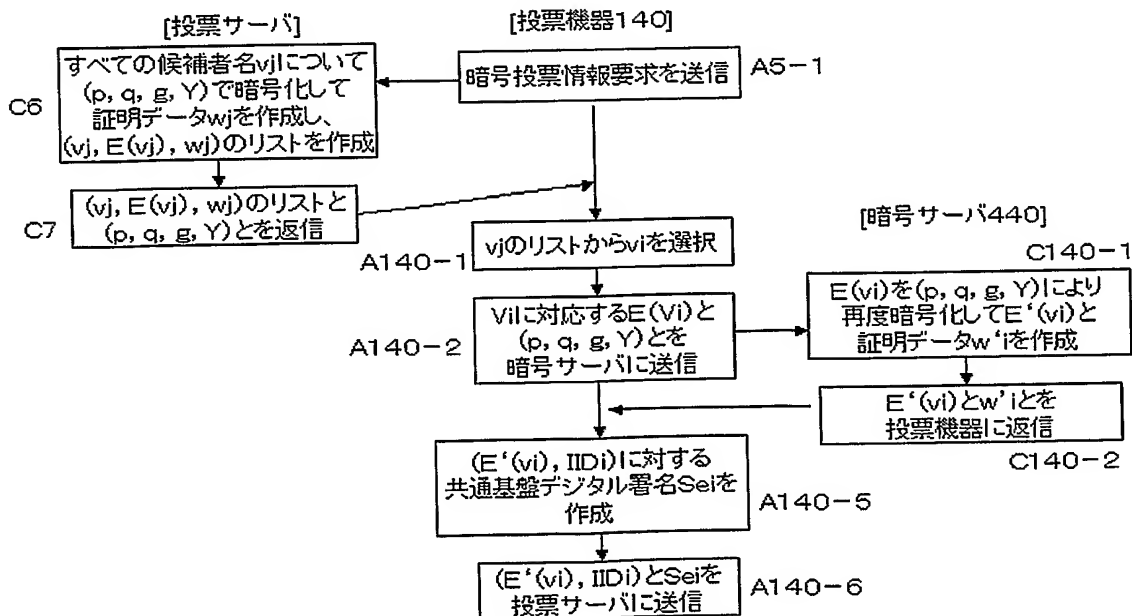 [投票サーバ]
[投票機器140]
すべての候補者名vjについて
(p, q, g, Y)で暗号化して
証明データwjを作成し、
(vj, E(vj), wj)のリストを作成
C6
暗号投票情報要求を送信
A5-1
(vj, E(vj), wj)のリストと
(p, q, g, Y)とを返信
C7
[暗号サーバ440]
vjのリストからviを選択
A140-1
C140-1
E(vi)を(p, q, g, Y)により
再度暗号化してE'(vi)と
証明データw'iを作成
Viに対応するE(Vi)と
(p, q, g, Y)とを
暗号サーバに送信
A140-2
E'(vi)とw'iとを
投票機器に返信
C140-2
(E'(vi), IIDi)に対する
共通基盤デジタル署名Seiを
作成
A140-5
(E'(vi), IIDi)とSeiを
投票サーバに送信
A140-6